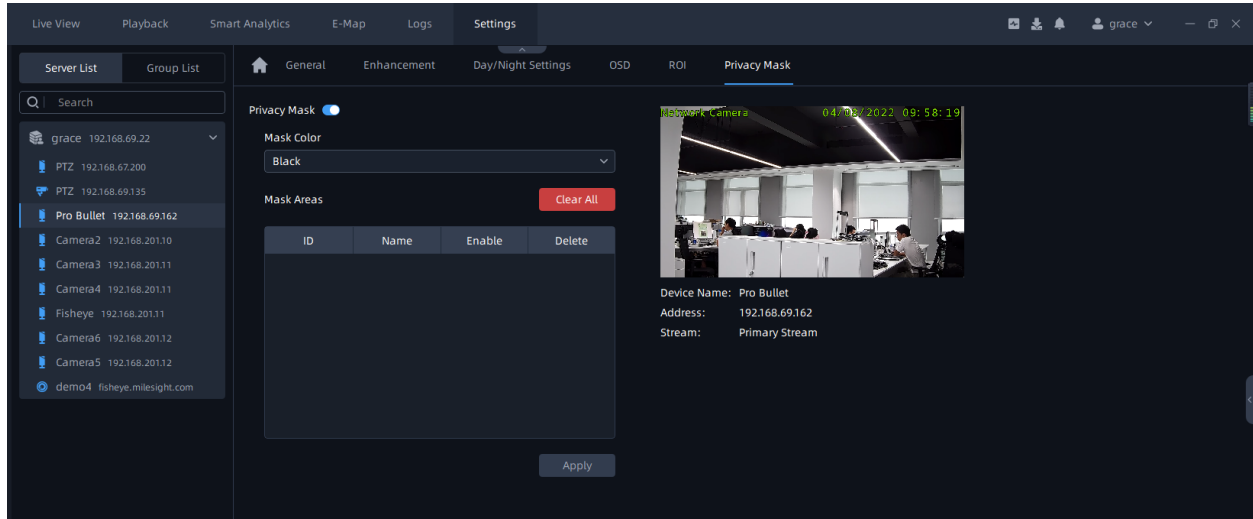 Live View Playback Smart Analytics E-Map Logs Settings grace
Server List Group List
Search
grace 192.168.69.22
PTZ 192.168.67.200
PTZ 192.168.69.135
Pro Bullet 192.168.69.162
Camera2 192.168.201.10
Camera3 192.168.201.11
Camera4 192.168.201.11
Fisheye 192.168.201.11
Camera6 192.168.201.12
Camera5 192.168.201.12
demo4 fisheye.milesight.com
General Enhancement Day/Night Settings OSD ROI Privacy Mask
Privacy Mask
Mask Color
Black
Mask Areas Clear All
ID Name Enable Delete
Apply
Network Camera 04/08/2022 09:58:19
Device Name: Pro Bullet
Address: 192.168.69.162
Stream: Primary Stream